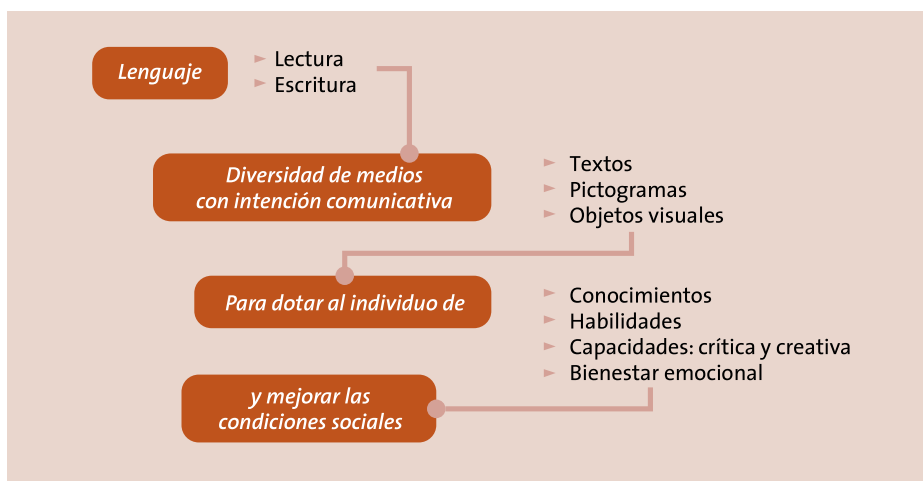 Lenguaje
Lectura
Escritura
Diversidad de medios
con intención comunicativa
Textos
Pictogramas
Objetos visuales
Para dotar al individuo de
Conocimientos
Habilidades
Capacidades: crítica y creativa
Bienestar emocional
y mejorar las
condiciones sociales